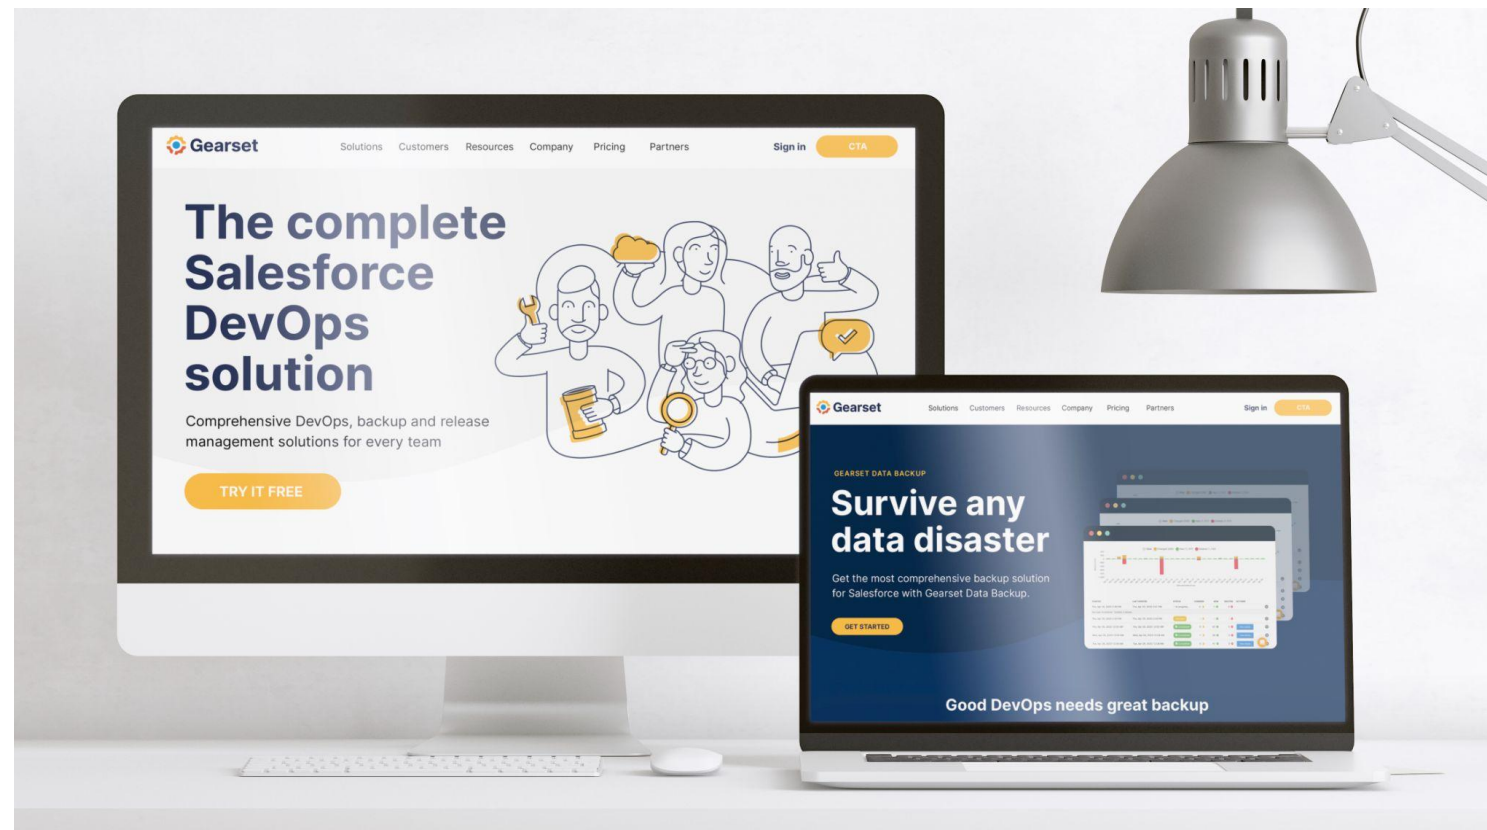 Gearset
Solutions Customers Resources Company Pricing Partners Sign in CTA
The complete
Salesforce
DevOps
solution
Comprehensive DevOps, backup and release
management solutions for every team
TRY IT FREE
Gearset
Solutions Customers Resources Company Pricing Partners Sign in CTA
GEARSET DATA BACKUP
Survive any
data disaster
Get the most comprehensive backup solution
for Salesforce with Gearset Data Backup.
GET STARTED
Good DevOps needs great backup